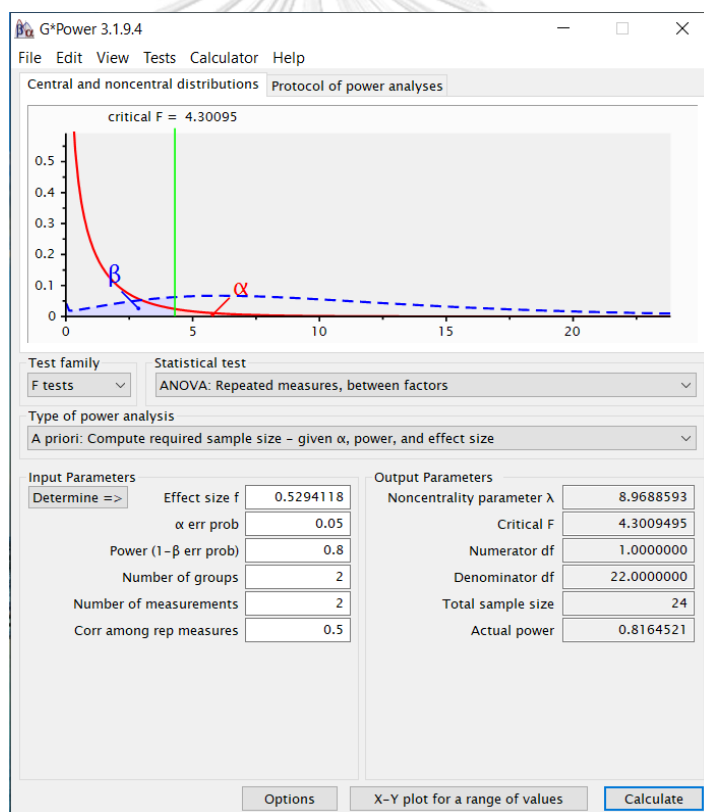 G*Power 3.1.9.4
File Edit View Tests Calculator Help
Central and noncentral distributions Protocol of power analyses
critical F = 4.30095
0.5
0.4
0.3
0.2
0.1
0
β
α
0 5 10 15 20
Test family Statistical test
F tests ANOVA: Repeated measures, between factors
Type of power analysis
A priori: Compute required sample size – given α, power, and effect size
Input Parameters Output Parameters
Determine => Effect size f 0.5294118 Noncentrality parameter λ 8.9688593
α err prob 0.05 Critical F 4.3009495
Power (1-β err prob) 0.8 Numerator df 1.0000000
Number of groups 2 Denominator df 22.0000000
Number of measurements 2 Total sample size 24
Corr among rep measures 0.5 Actual power 0.8164521
Options X-Y plot for a range of values Calculate